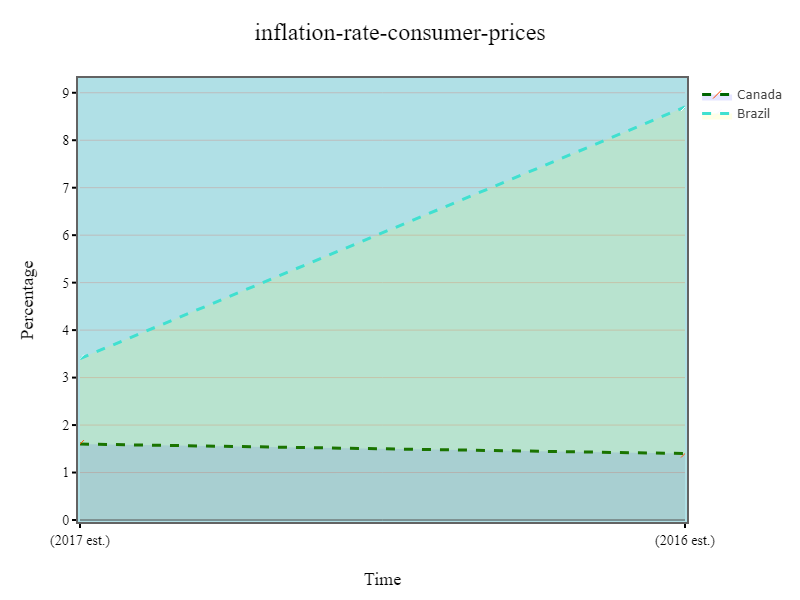 inflation-rate-consumer-prices
Canada
Brazil
Percentage
9
8
7
6
5
4
3
2
1
0
(2017 est.)
(2016 est.)
Time